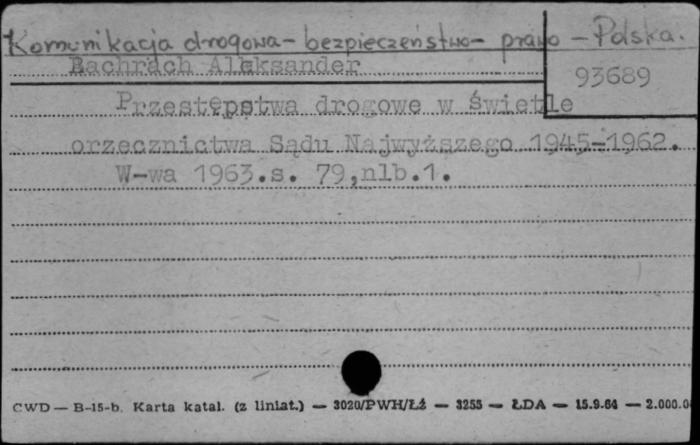 Komunikacja drogowa - bezpieczeństwo - prawo - Polska.
Bachrach Aleksander
93689
Przestępstwa drogowe w świetle
orzecznictwa Sądu Najwyższego 1945-1962.
W-wa 1963.s. 79,nlb.1.
CWD — B-15-b. Karta katal. (z liniat.) — 3020/PWH/ŁŻ — 3255 — ŁDA — 15.9.64 — 2.000.0